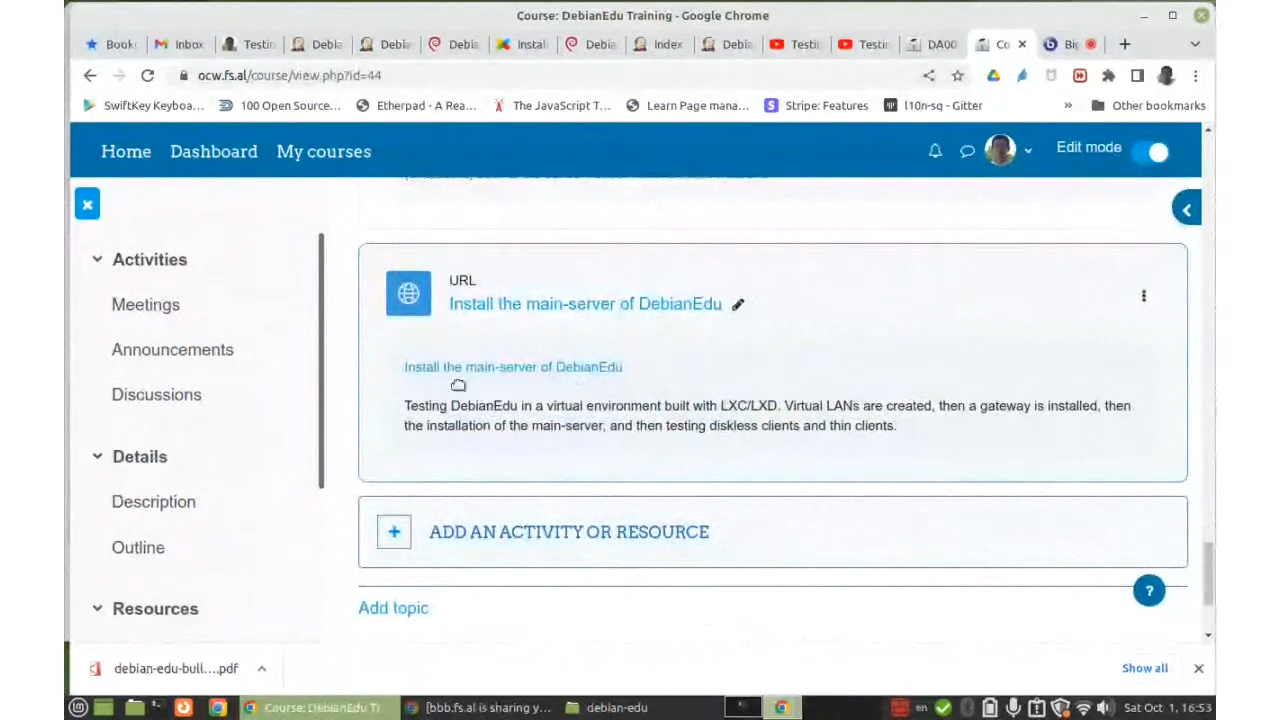 Course: DebianEdu Training - Google Chrome
Book
Inbox
Testin
Debia
Debia
Debia
Install
Debia
Index
Debia
Testi
Testin
DA00
Co
Big
ocw.fs.al/course/view.php?id=44
SwiftKey Keyboa...
100 Open Source...
Etherpad - A Rea...
The JavaScript T...
Learn Page mana...
Stripe: Features
l10n-sq - Gitter
»
Other bookmarks
Home
Dashboard
My courses
Edit mode
Activities
Meetings
Announcements
Discussions
Details
Description
Outline
Resources
URL
Install the main-server of DebianEdu
Install the main-server of DebianEdu
Testing DebianEdu in a virtual environment built with LXC/LXD. Virtual LANs are created, then a gateway is installed, then
the installation of the main-server, and then testing diskless clients and thin clients.
+
ADD AN ACTIVITY OR RESOURCE
Add topic
?
debian-edu-bull....pdf
Show all
Course: DebianEdu Tr
[bbb.fs.al is sharing y...
debian-edu
en
Sat Oct 1, 16:53